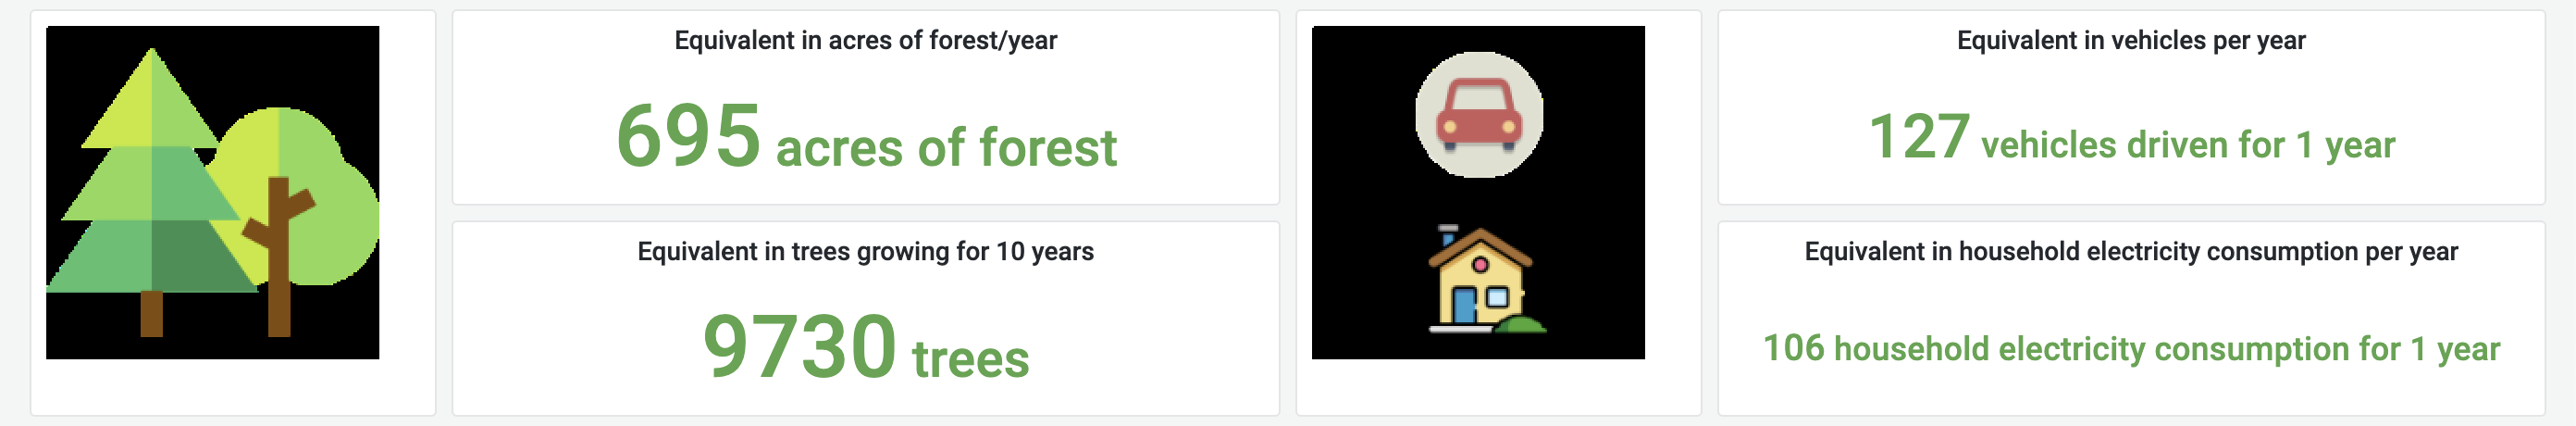 Equivalent in acres of forest/year
695 acres of forest
Equivalent in trees growing for 10 years
9730 trees
Equivalent in vehicles per year
127 vehicles driven for 1 year
Equivalent in household electricity consumption per year
106 household electricity consumption for 1 year